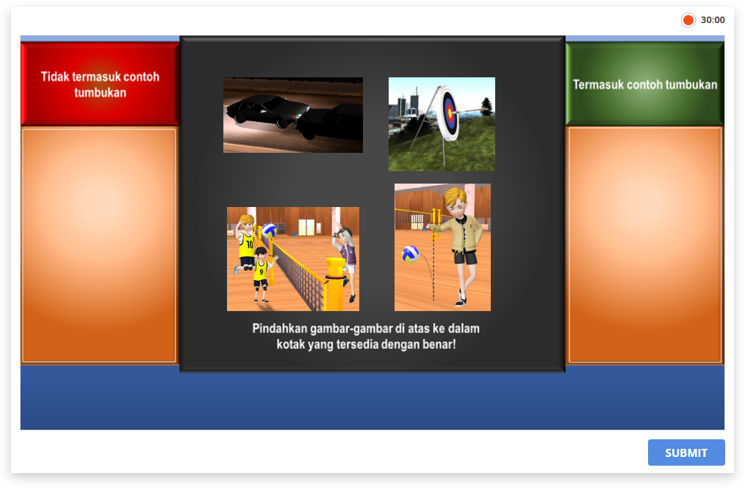 30:00
Tidak termasuk contoh
tumbukan
Termasuk contoh tumbukan
10
9
Pindahkan gambar-gambar di atas ke dalam
kotak yang tersedia dengan benar!
SUBMIT